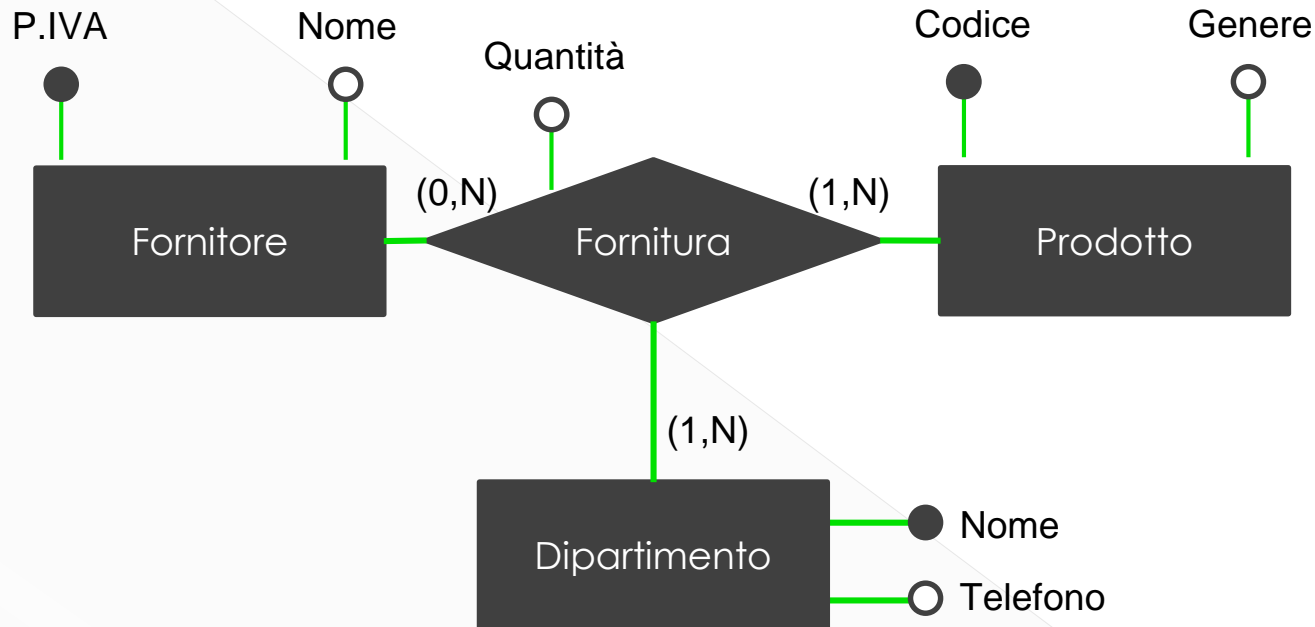 P.IVA
Nome
Quantità
Codice
Genere
(0,N)
(1,N)
Fornitore
Fornitura
Prodotto
(1,N)
Dipartimento
Nome
Telefono